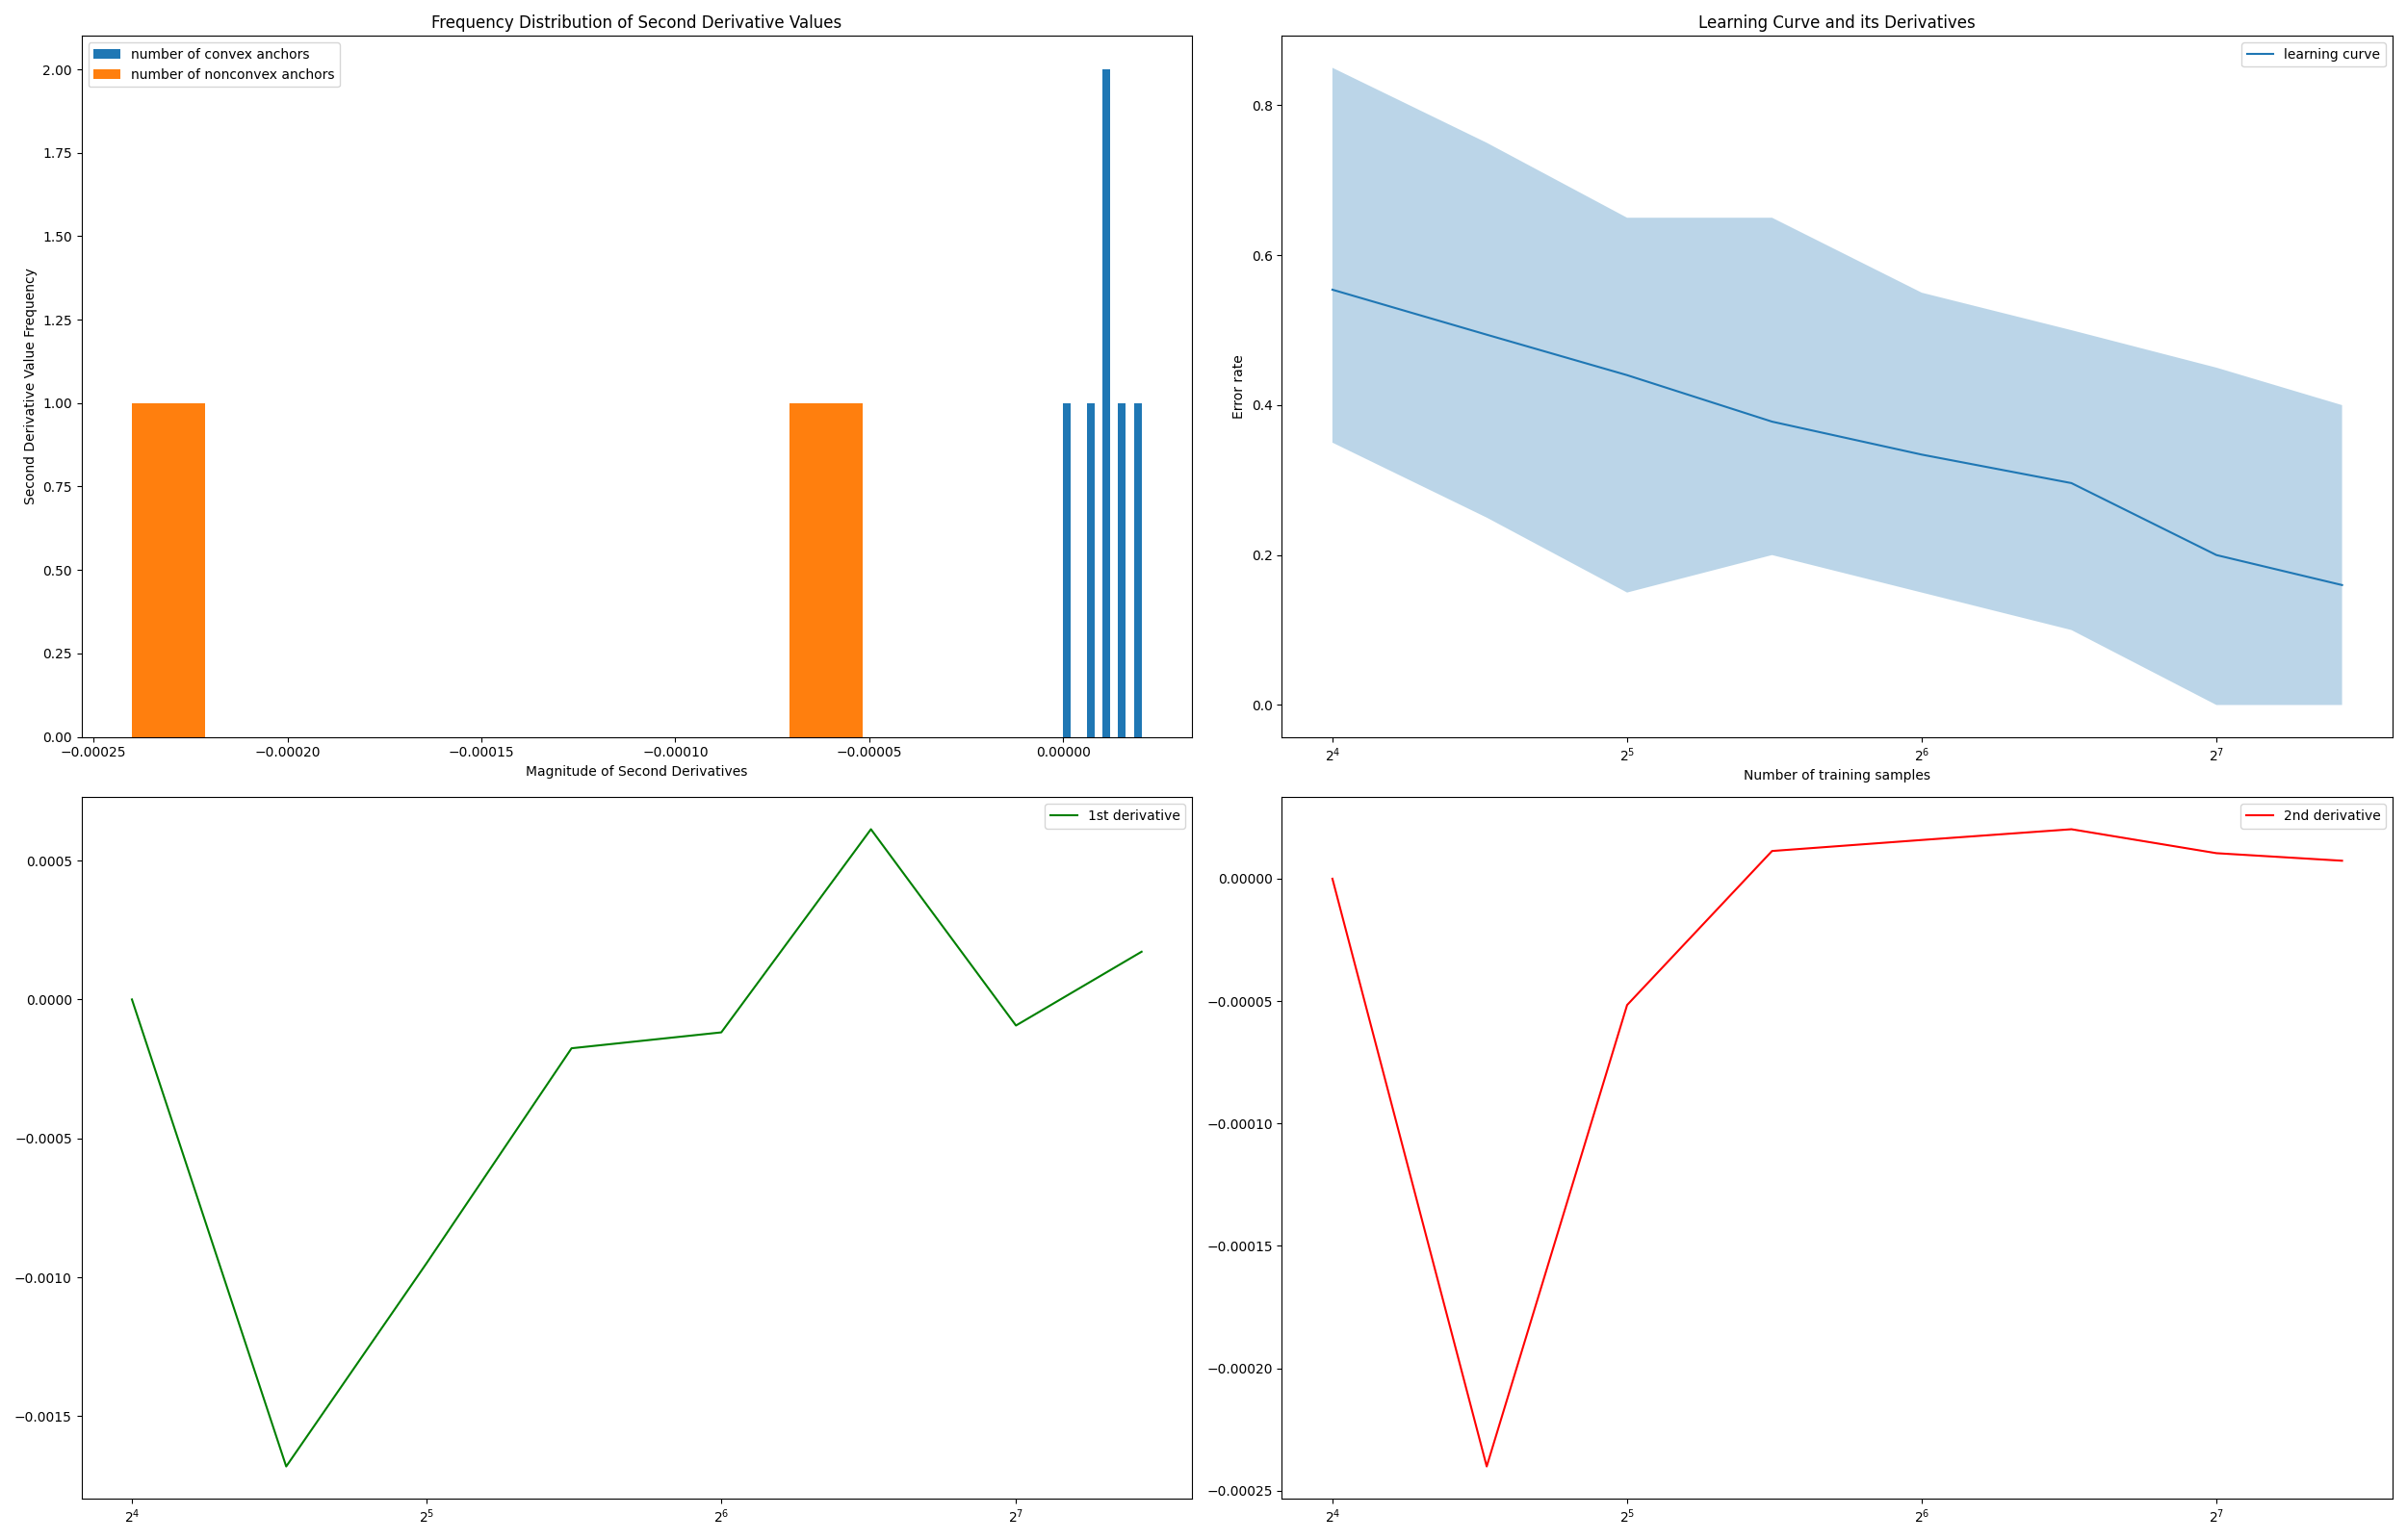 Frequency Distribution of Second Derivative Values
number of convex anchors
number of nonconvex anchors
2.00
1.75
1.50
1.25
1.00
0.75
0.50
0.25
0.00
Second Derivative Value Frequency
−0.00025 −0.00020 −0.00015 −0.00010 −0.00005 0.00000
Magnitude of Second Derivatives
Learning Curve and its Derivatives
learning curve
0.8
0.6
0.4
0.2
0.0
Error rate
2⁴ 2⁵ 2⁶ 2⁷
Number of training samples
1st derivative
0.0005
0.0000
−0.0005
−0.0010
−0.0015
2⁴ 2⁵ 2⁶ 2⁷
2nd derivative
0.00000
−0.00005
−0.00010
−0.00015
−0.00020
−0.00025
2⁴ 2⁵ 2⁶ 2⁷